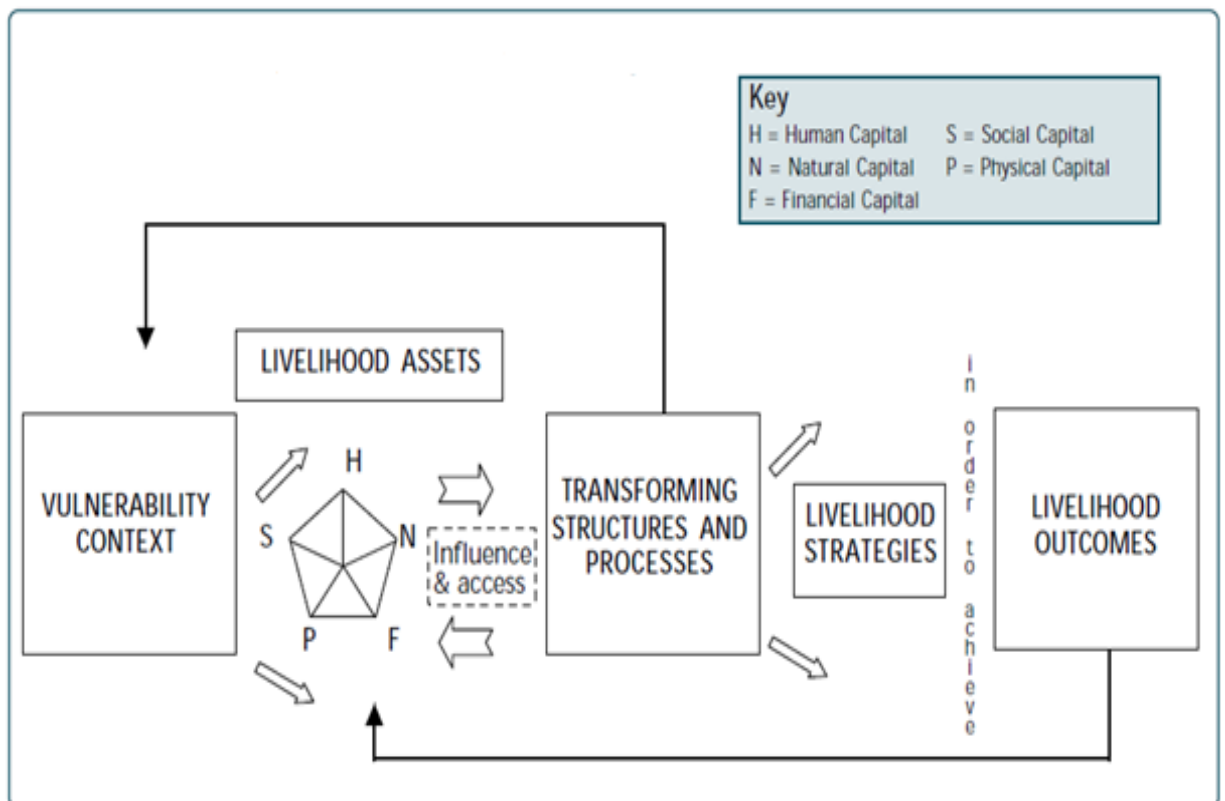 Key
H = Human Capital S = Social Capital
N = Natural Capital P = Physical Capital
F = Financial Capital
LIVELIHOOD ASSETS
VULNERABILITY
CONTEXT
H
S
N
P
F
Influence
& access
TRANSFORMING
STRUCTURES AND
PROCESSES
LIVELIHOOD
STRATEGIES
in order to achieve
LIVELIHOOD
OUTCOMES